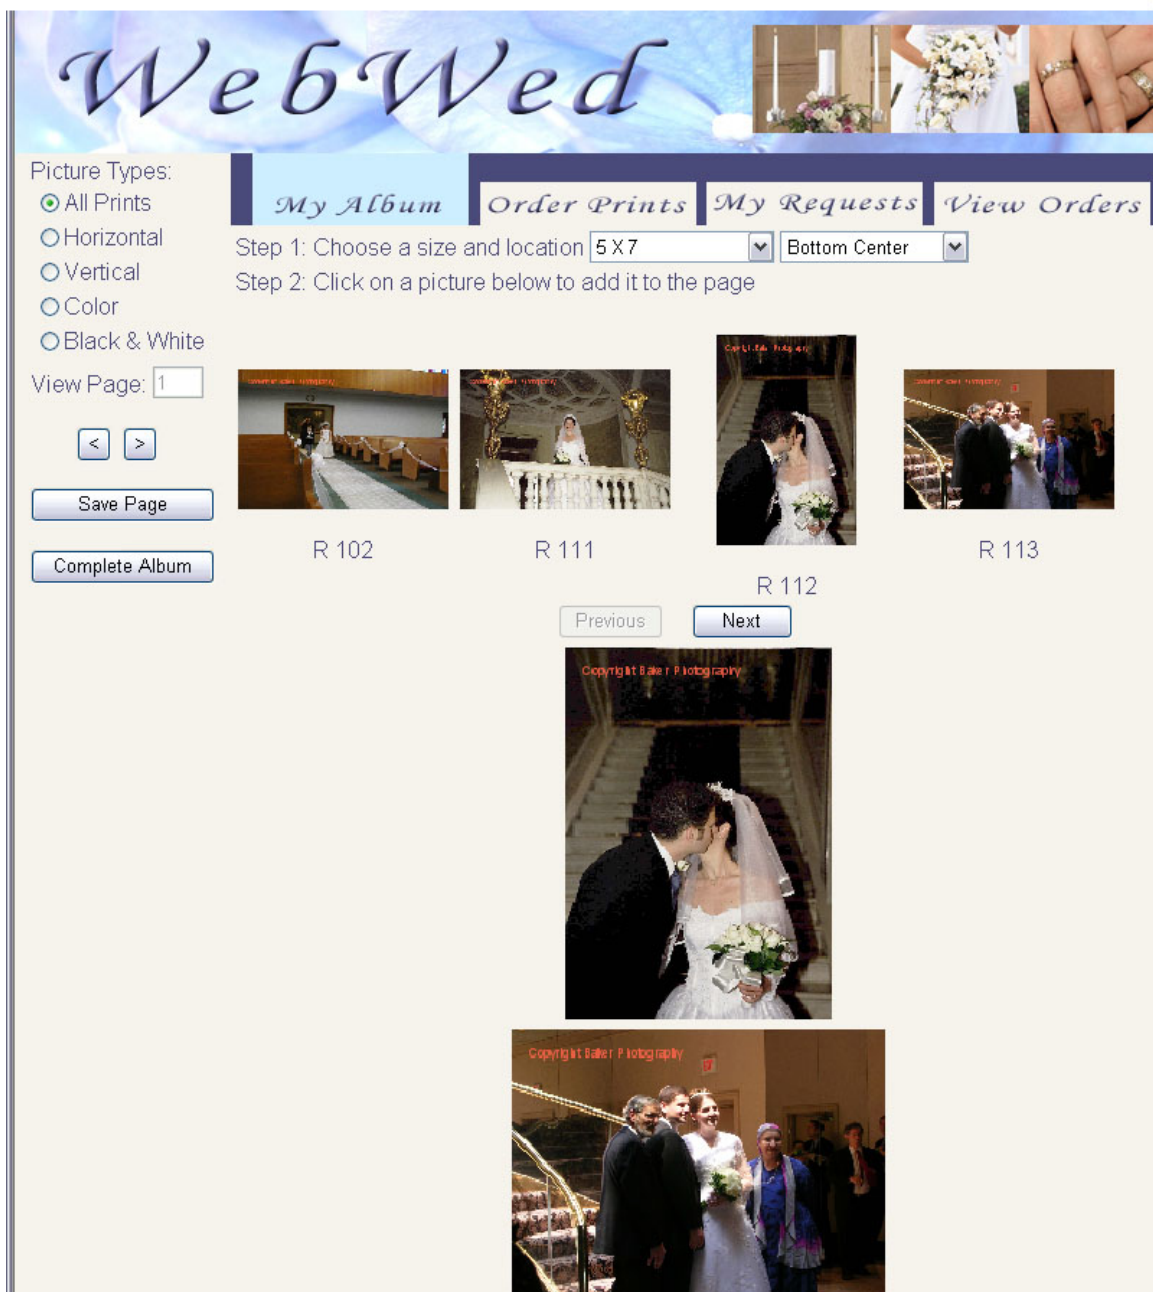 WebWed
Picture Types:
All Prints
Horizontal
Vertical
Color
Black & White
View Page: 1
<
>
Save Page
Complete Album
My Album
Order Prints
My Requests
View Orders
Step 1: Choose a size and location 5 X 7 Bottom Center
Step 2: Click on a picture below to add it to the page
R 102
R 111
R 112
R 113
Previous
Next
Copyright Baker Photography
Copyright Baker Photography